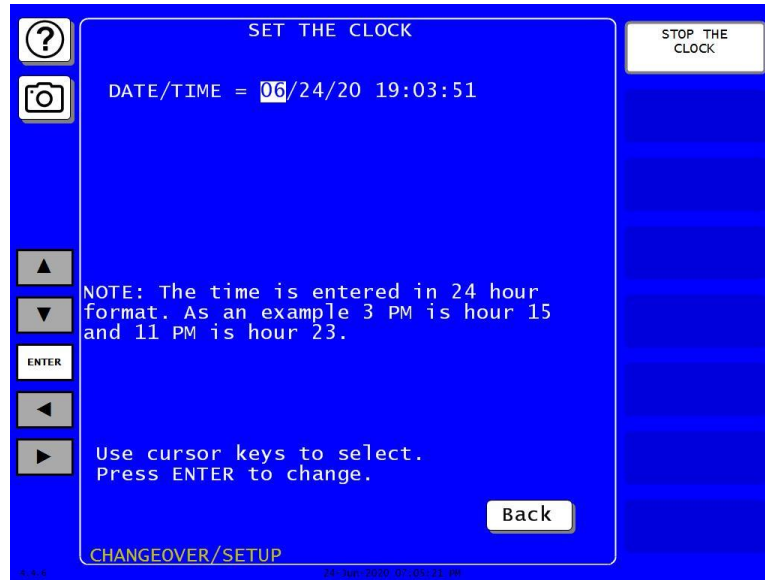 ?
SET THE CLOCK
STOP THE
CLOCK
DATE/TIME = 06/24/20 19:03:51
NOTE: The time is entered in 24 hour
format. As an example 3 PM is hour 15
and 11 PM is hour 23.
ENTER
Use cursor keys to select.
Press ENTER to change.
Back
CHANGEOVER/SETUP